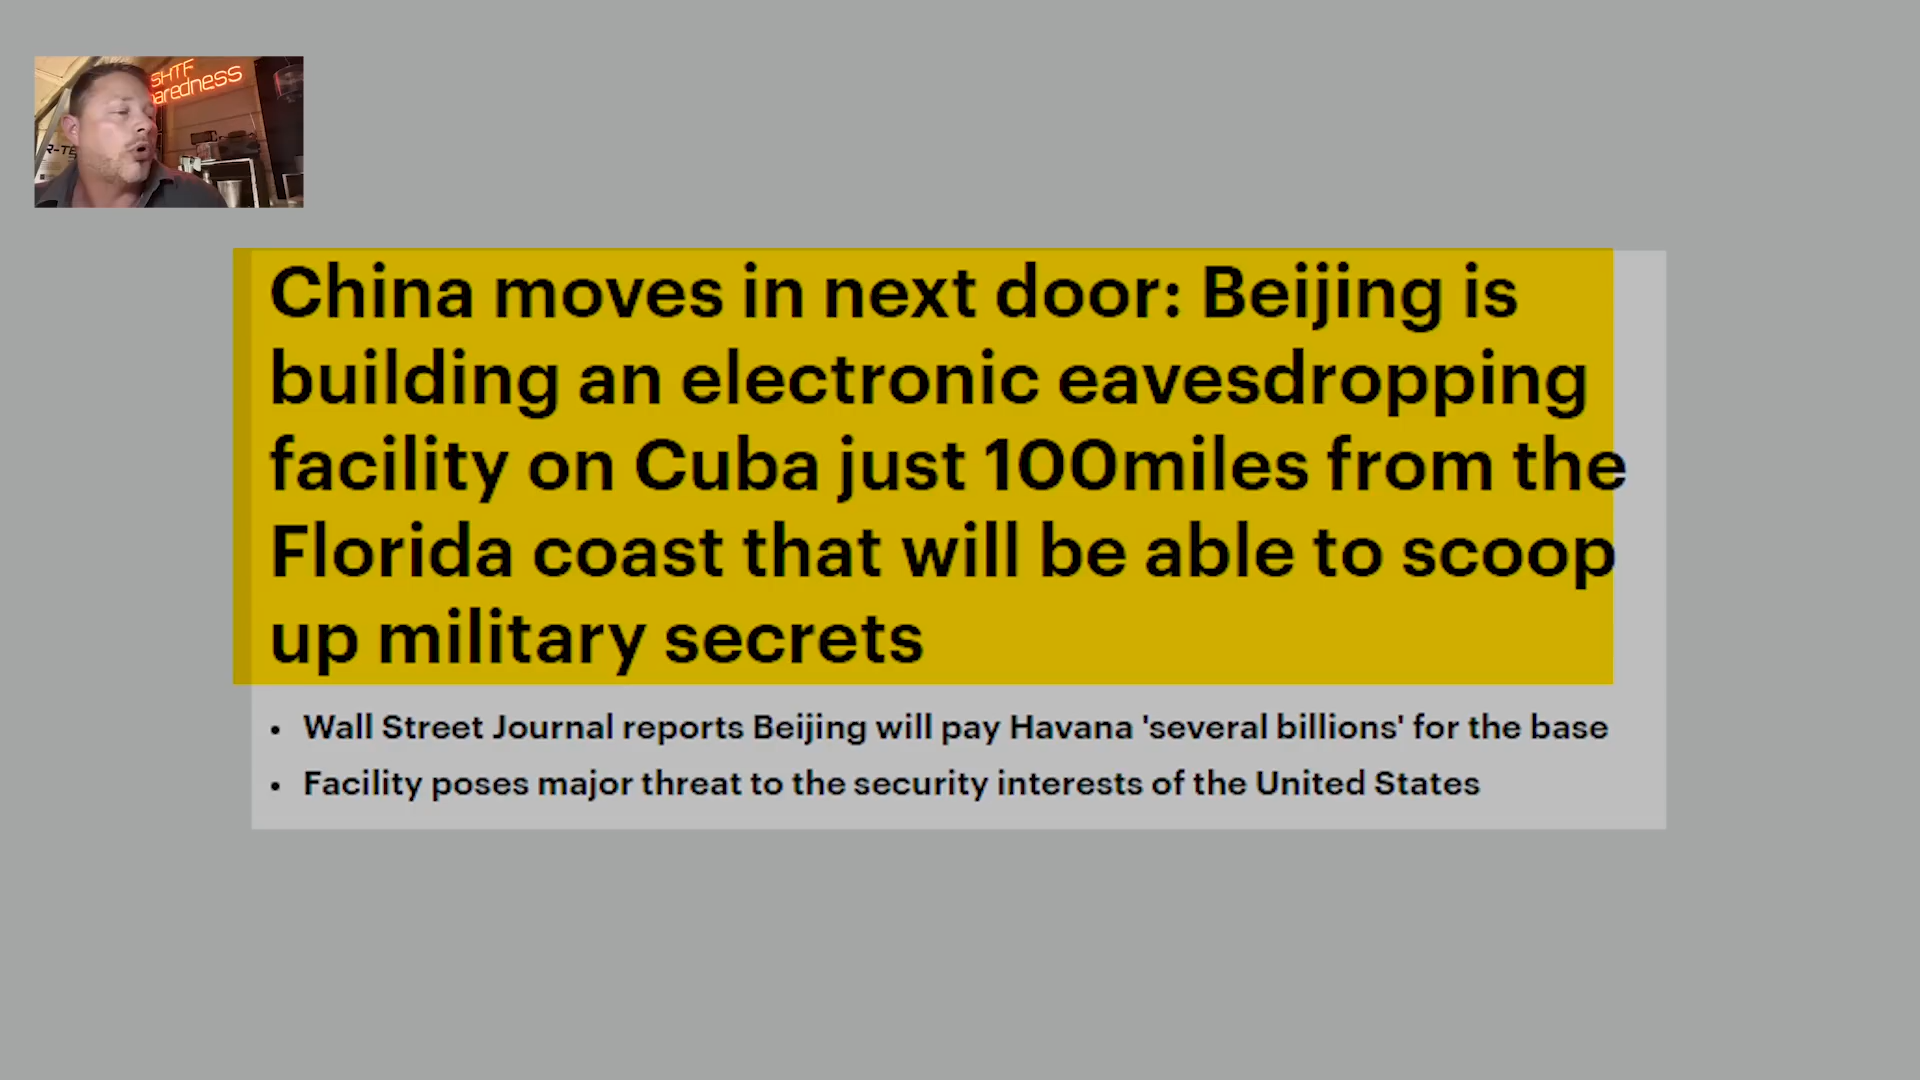 SHTF
aredness
R-TE
China moves in next door: Beijing is
building an electronic eavesdropping
facility on Cuba just 100miles from the
Florida coast that will be able to scoop
up military secrets
• Wall Street Journal reports Beijing will pay Havana 'several billions' for the base
• Facility poses major threat to the security interests of the United States